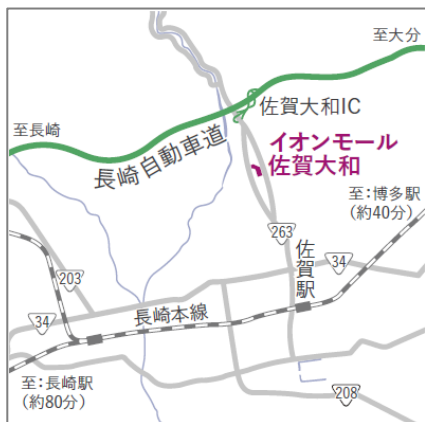 至大分
佐賀大和IC
至長崎
長崎自動車道
イオンモール
佐賀大和
至:博多駅
(約40分)
263
佐賀駅
34
203
長崎本線
34
至:長崎駅
(約80分)
208